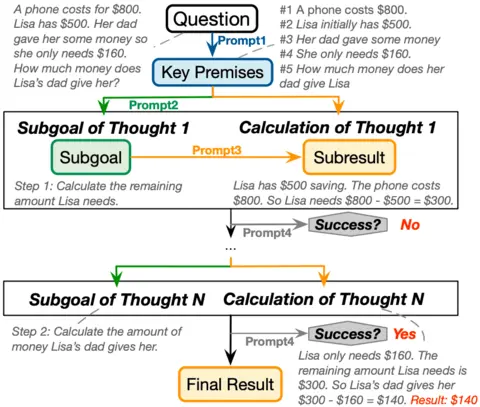 A phone costs for $800.
Lisa has $500. Her dad
gave her some money so
she only needs $160.
How much money does
Lisa's dad give her?
Question
#1 A phone costs $800.
#2 Lisa initially has $500.
#3 Her dad gave some money
#4 She only needs $160.
#5 How much money does her
dad give Lisa
Prompt1
Key Premises
Prompt2
Subgoal of Thought 1
Calculation of Thought 1
Subgoal
Prompt3
Subresult
Step 1: Calculate the remaining
amount Lisa needs.
Lisa has $500 saving. The phone costs
$800. So Lisa needs $800 - $500 = $300.
Prompt4
Success?
No
...
Subgoal of Thought N
Calculation of Thought N
Step 2: Calculate the amount of
money Lisa's dad gives her.
Prompt4
Success?
Yes
Final Result
Lisa only needs $160. The
remaining amount Lisa needs is
$300. So Lisa's dad gives her
$300 - $160 = $140. Result: $140